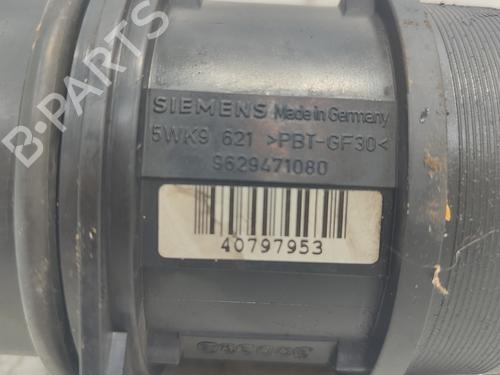 B-PARTS
SIEMENS Made in Germany
5WK9 621 >PBT-GF30<
9629471080
40797953